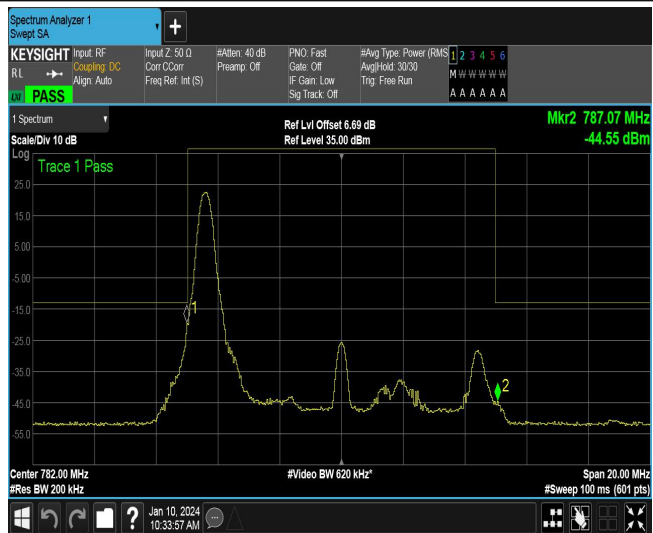 Spectrum Analyzer 1
Swept SA
+
KEYSIGHT Input: RF Input Z: 50 Ω #Atten: 40 dB PNO: Fast #Avg Type: Power (RMS 1 2 3 4 5 6
RL Coupling: DC Corr CCorr Preamp: Off Gate: Off Avg|Hold: 30/30 M W W W W W
Align: Auto Freq Ref: Int (S) IF Gain: Low Trig: Free Run
LXI PASS Sig Track: Off A A A A A A
1 Spectrum Ref Lvl Offset 6.69 dB Mkr2 787.07 MHz
Scale/Div 10 dB Ref Level 35.00 dBm -44.55 dBm
Log
Trace 1 Pass
25.0
15.0
5.00
-5.00
-15.0
1
-25.0
-35.0
2
-45.0
-55.0
Center 782.00 MHz #Video BW 620 kHz* Span 20.00 MHz
#Res BW 200 kHz #Sweep 100 ms (601 pts)
? Jan 10, 2024
10:33:57 AM